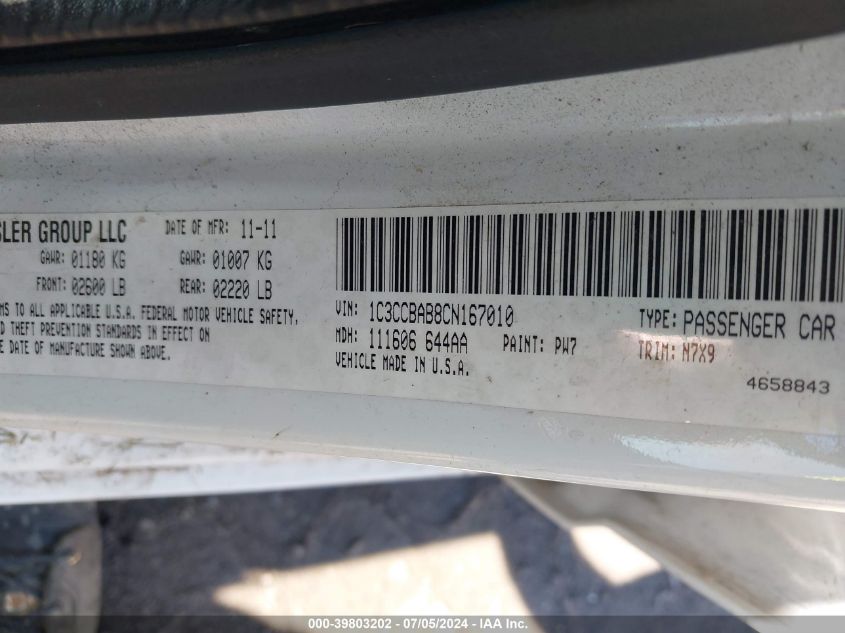 SLER GROUP LLC DATE OF MFR: 11-11
GAWR: 01180 KG GAWR: 01007 KG
FRONT: 02600 LB REAR: 02220 LB
MS TO ALL APPLICABLE U.S.A. FEDERAL MOTOR VEHICLE SAFETY,
D THEFT PREVENTION STANDARDS IN EFFECT ON
E DATE OF MANUFACTURE SHOWN ABOVE.
VIN: 1C3CCBAB8CN167010 TYPE: PASSENGER CAR
MDH: 111606 644AA PAINT: PW7 TRIM: N7X9
VEHICLE MADE IN U.S.A.
4658843
000-39803202 - 07/05/2024 - IAA Inc.